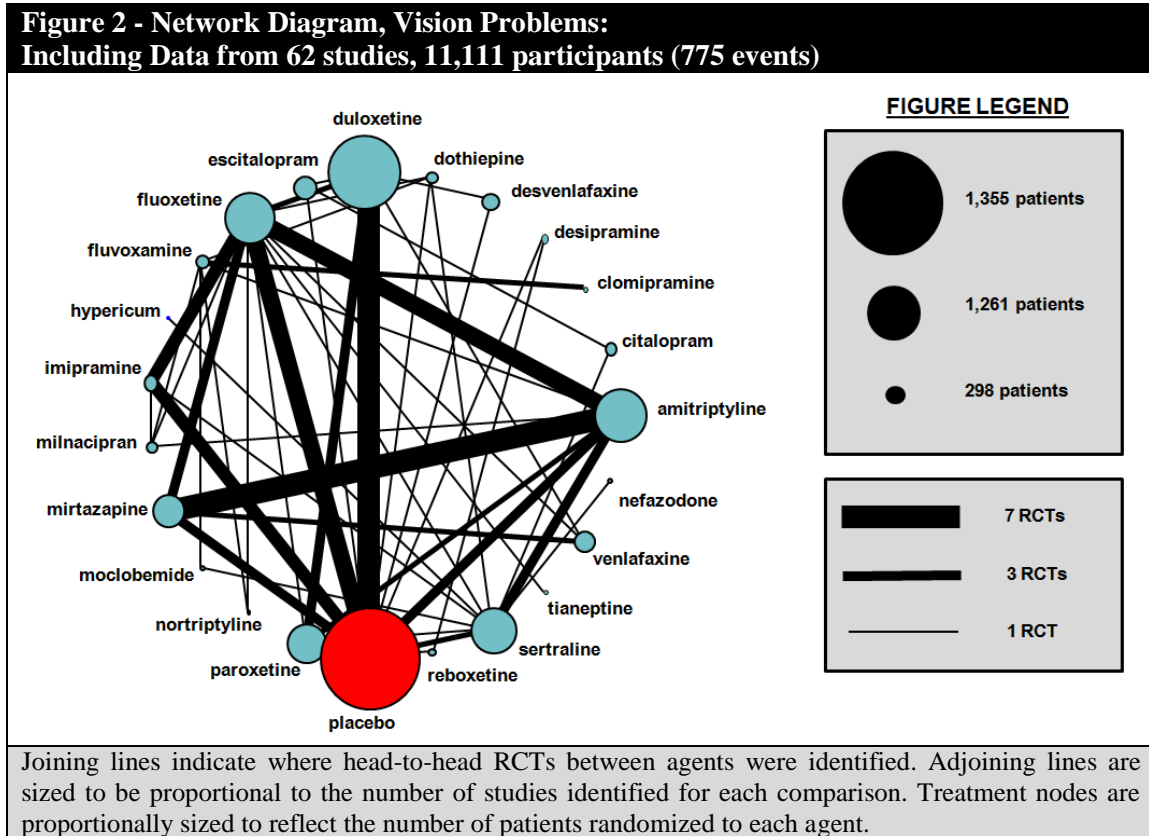 Figure 2 - Network Diagram, Vision Problems:
Including Data from 62 studies, 11,111 participants (775 events)
FIGURE LEGEND
duloxetine
escitalopram
dothiepine
fluoxetine
desvenlafaxine
fluvoxamine
desipramine
clomipramine
hypericum
citalopram
imipramine
amitriptyline
milnacipran
nefazodone
mirtazapine
venlafaxine
moclobemide
tianeptine
nortriptyline
sertraline
paroxetine
reboxetine
placebo
1,355 patients
1,261 patients
298 patients
7 RCTs
3 RCTs
1 RCT
Joining lines indicate where head-to-head RCTs between agents were identified. Adjoining lines are
sized to be proportional to the number of studies identified for each comparison. Treatment nodes are
proportionally sized to reflect the number of patients randomized to each agent.